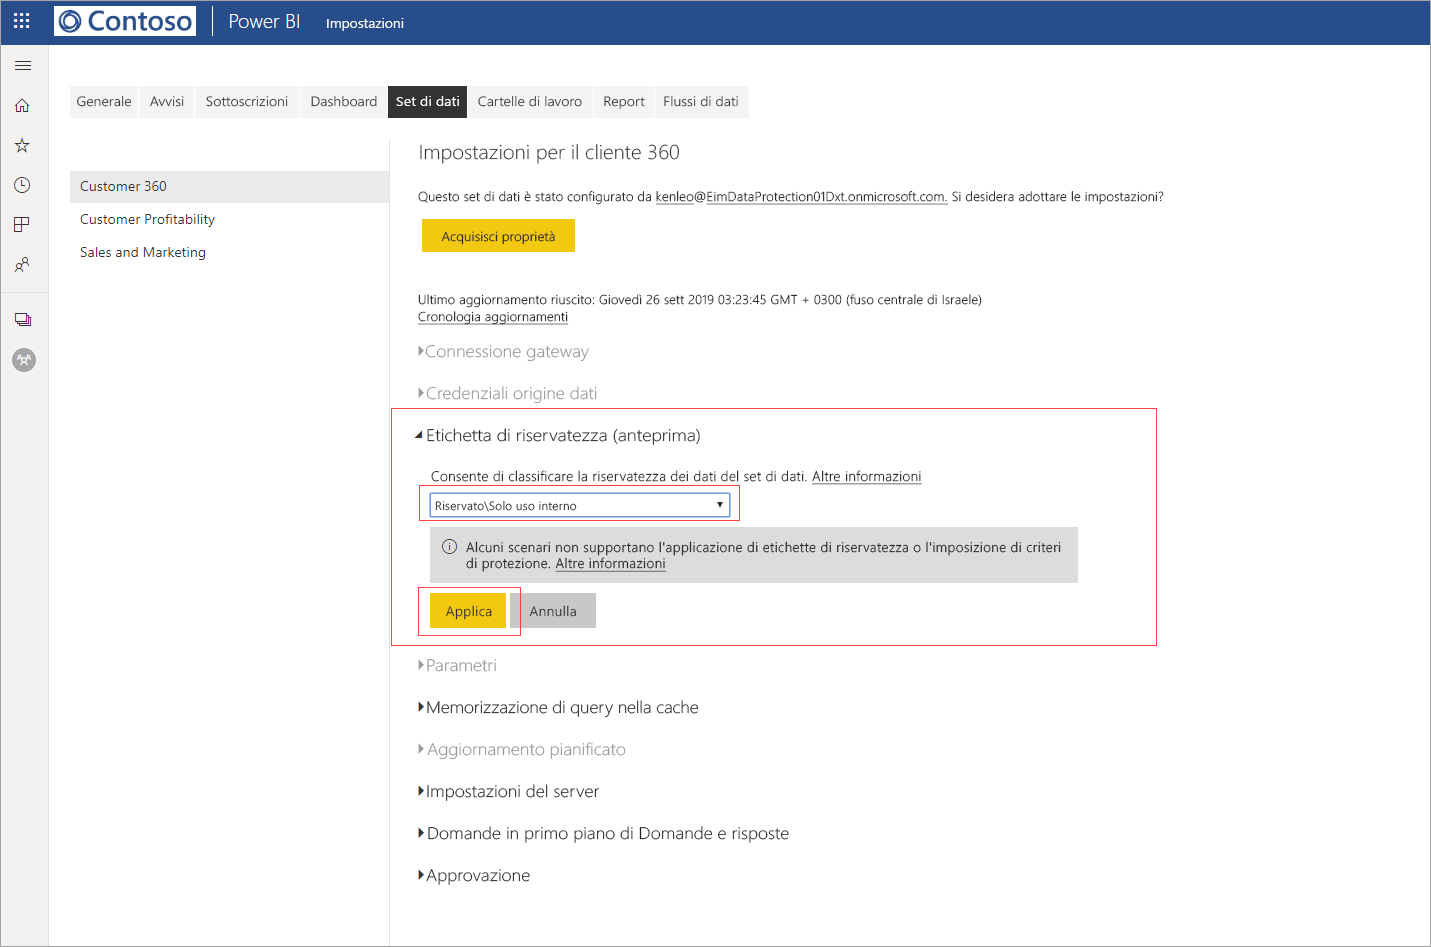 Contoso
Power BI
Impostazioni
Generale
Avvisi
Sottoscrizioni
Dashboard
Set di dati
Cartelle di lavoro
Report
Flussi di dati
Customer 360
Customer Profitability
Sales and Marketing
Impostazioni per il cliente 360
Questo set di dati è stato configurato da kenleo@EimDataProtection01Dxt.onmicrosoft.com. Si desidera adottare le impostazioni?
Acquisisci proprietà
Ultimo aggiornamento riuscito: Giovedì 26 sett 2019 03:23:45 GMT + 0300 (fuso centrale di Israele)
Cronologia aggiornamenti
Connessione gateway
Credenziali origine dati
Etichetta di riservatezza (anteprima)
Consente di classificare la riservatezza dei dati del set di dati. Altre informazioni
Riservato\Solo uso interno
Alcuni scenari non supportano l'applicazione di etichette di riservatezza o l'imposizione di criteri
di protezione. Altre informazioni
Applica
Annulla
Parametri
Memorizzazione di query nella cache
Aggiornamento pianificato
Impostazioni del server
Domande in primo piano di Domande e risposte
Approvazione